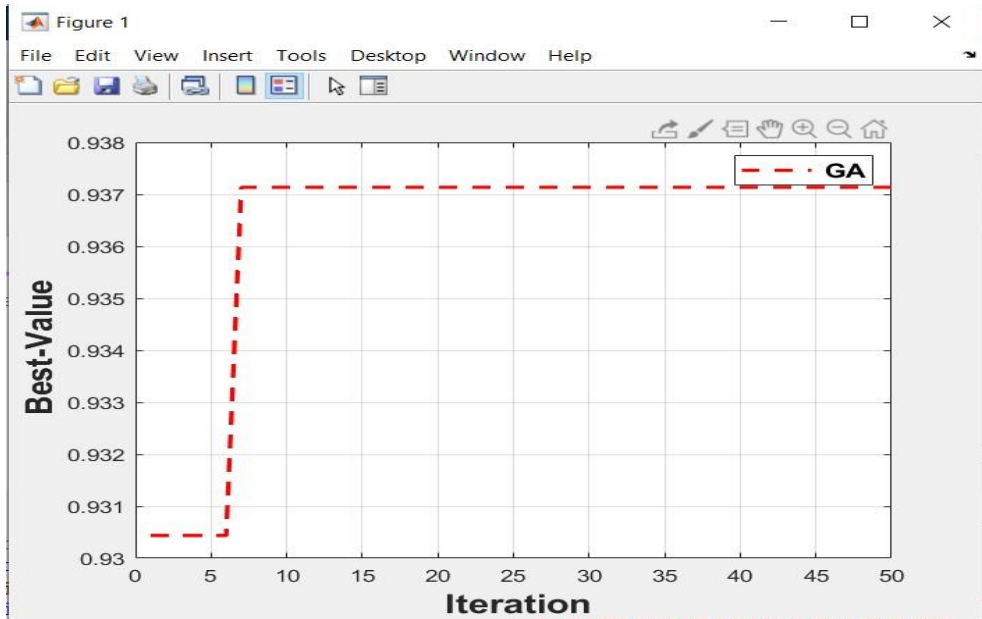 Figure 1
File Edit View Insert Tools Desktop Window Help
0.938
GA
0.937
0.936
0.935
0.934
0.933
0.932
0.931
0.93
Best-Value
0 5 10 15 20 25 30 35 40 45 50
Iteration